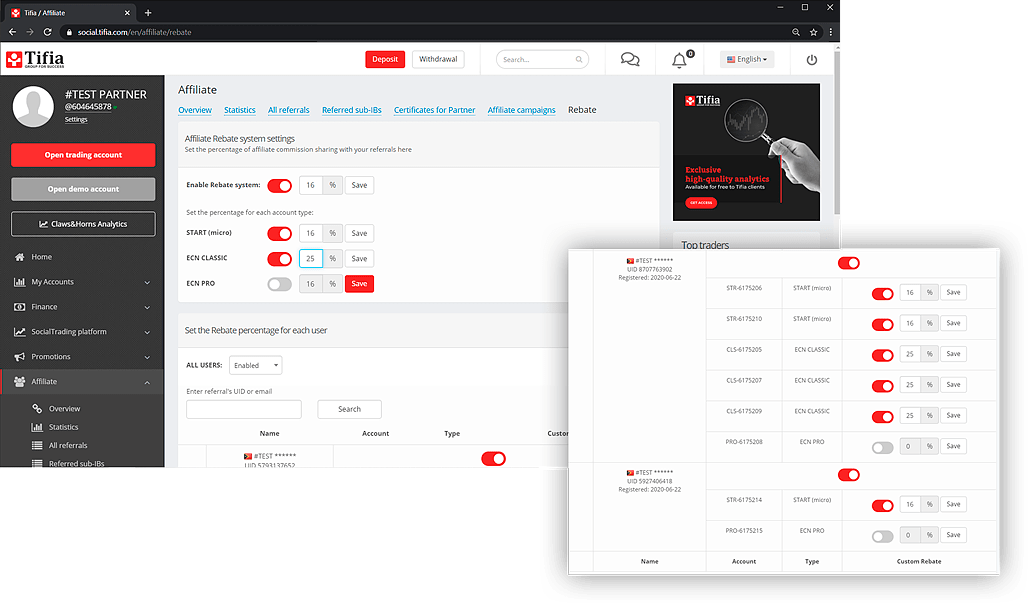 Tifia / Affiliate
social.tifia.com/en/affiliate/rebate
Tifia
GROUP FOR SUCCESS
Deposit
Withdrawal
Search...
0
English
#TEST PARTNER
@604645878
Settings
Open trading account
Open demo account
Claws&Horns Analytics
Home
My Accounts
Finance
SocialTrading platform
Promotions
Affiliate
Overview
Statistics
All referrals
Referred sub-IBs
Affiliate
Overview Statistics All referrals Referred sub-IBs Certificates for Partner Affiliate campaigns Rebate
Affiliate Rebate system settings
Set the percentage of affiliate commission sharing with your referrals here
Enable Rebate system: 16 % Save
Set the percentage for each account type:
START (micro) 16 % Save
ECN CLASSIC 25 % Save
ECN PRO 16 % Save
Set the Rebate percentage for each user
ALL USERS: Enabled
Enter referral's UID or email
Search
Name Account Type Custor
#TEST ******
UID 5793137652
Tifia
Exclusive
high-quality analytics
Available for free to Tifia clients
GET ACCESS
Top traders
#TEST ******
UID 8707763902
Registered: 2020-06-22
STR-6175206 START (micro) 16 % Save
STR-6175210 START (micro) 16 % Save
CLS-6175205 ECN CLASSIC 25 % Save
CLS-6175207 ECN CLASSIC 25 % Save
CLS-6175209 ECN CLASSIC 25 % Save
PRO-6175208 ECN PRO 0 % Save
#TEST ******
UID 5927406418
Registered: 2020-06-22
STR-6175214 START (micro) 16 % Save
PRO-6175215 ECN PRO 0 % Save
Name Account Type Custom Rebate